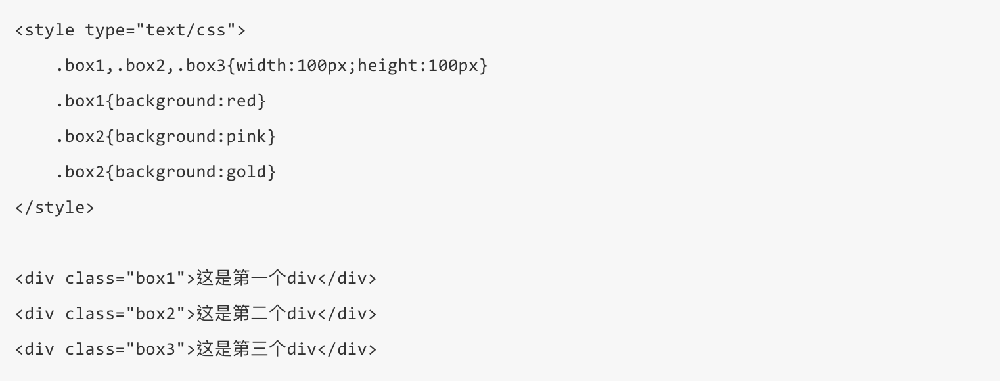 <style type="text/css">
    .box1,.box2,.box3{width:100px;height:100px}
    .box1{background:red}
    .box2{background:pink}
    .box2{background:gold}
</style>

<div class="box1">这是第一个div</div>
<div class="box2">这是第二个div</div>
<div class="box3">这是第三个div</div>